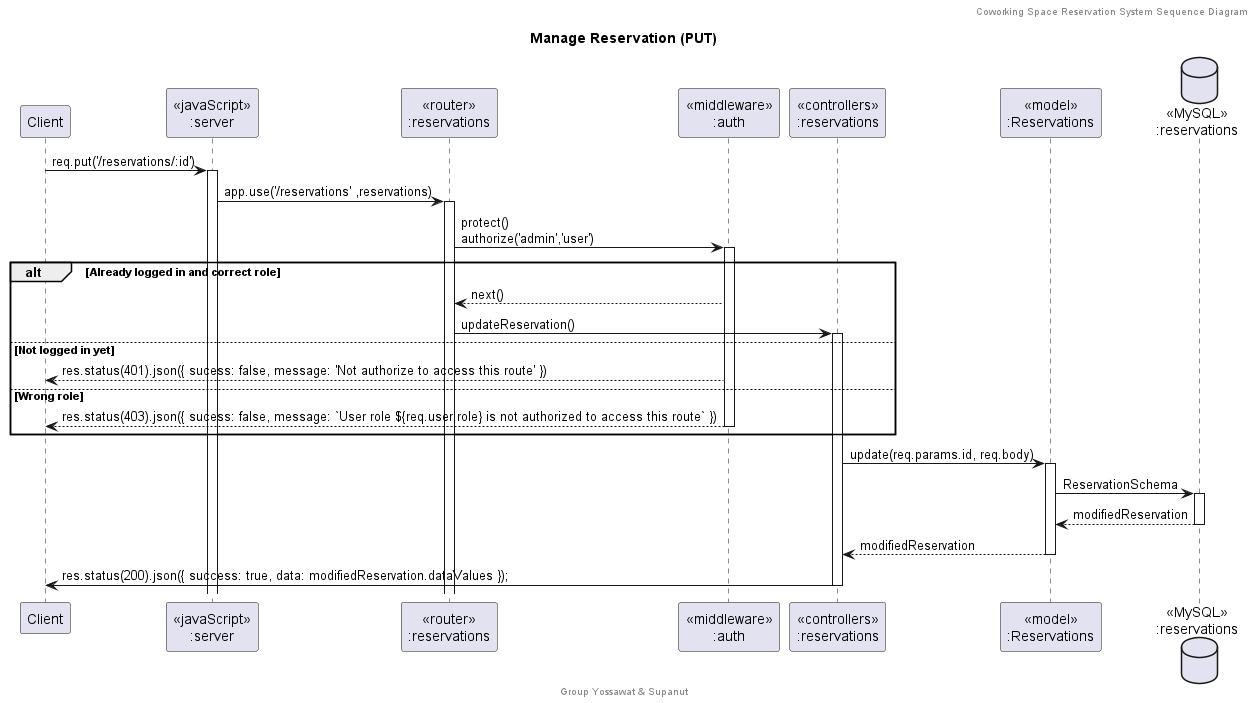 Coworking Space Reservation System Sequence Diagram
Manage Reservation (PUT)
Client
«javaScript»
:server
«router»
:reservations
«middleware»
:auth
«controllers»
:reservations
«model»
:Reservations
«MySQL»
:reservations
req.put('/reservations/:id')
app.use('/reservations' ,reservations)
protect()
authorize('admin','user')
alt
[Already logged in and correct role]
next()
updateReservation()
[Not logged in yet]
res.status(401).json({ sucess: false, message: 'Not authorize to access this route' })
[Wrong role]
res.status(403).json({ sucess: false, message: `User role ${req.user.role} is not authorized to access this route` })
update(req.params.id, req.body)
ReservationSchema
modifiedReservation
modifiedReservation
res.status(200).json({ success: true, data: modifiedReservation.dataValues });
Client
«javaScript»
:server
«router»
:reservations
«middleware»
:auth
«controllers»
:reservations
«model»
:Reservations
«MySQL»
:reservations
Group Yossawat & Supanut